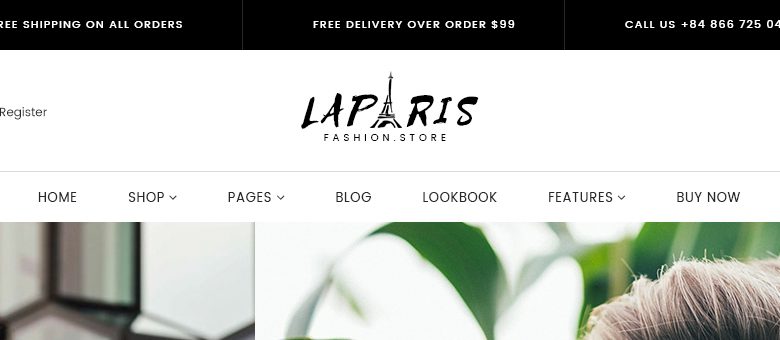 REE SHIPPING ON ALL ORDERS
FREE DELIVERY OVER ORDER $99
CALL US +84 866 725 04
Register
LAPARIS
FASHION.STORE
HOME
SHOP
PAGES
BLOG
LOOKBOOK
FEATURES
BUY NOW